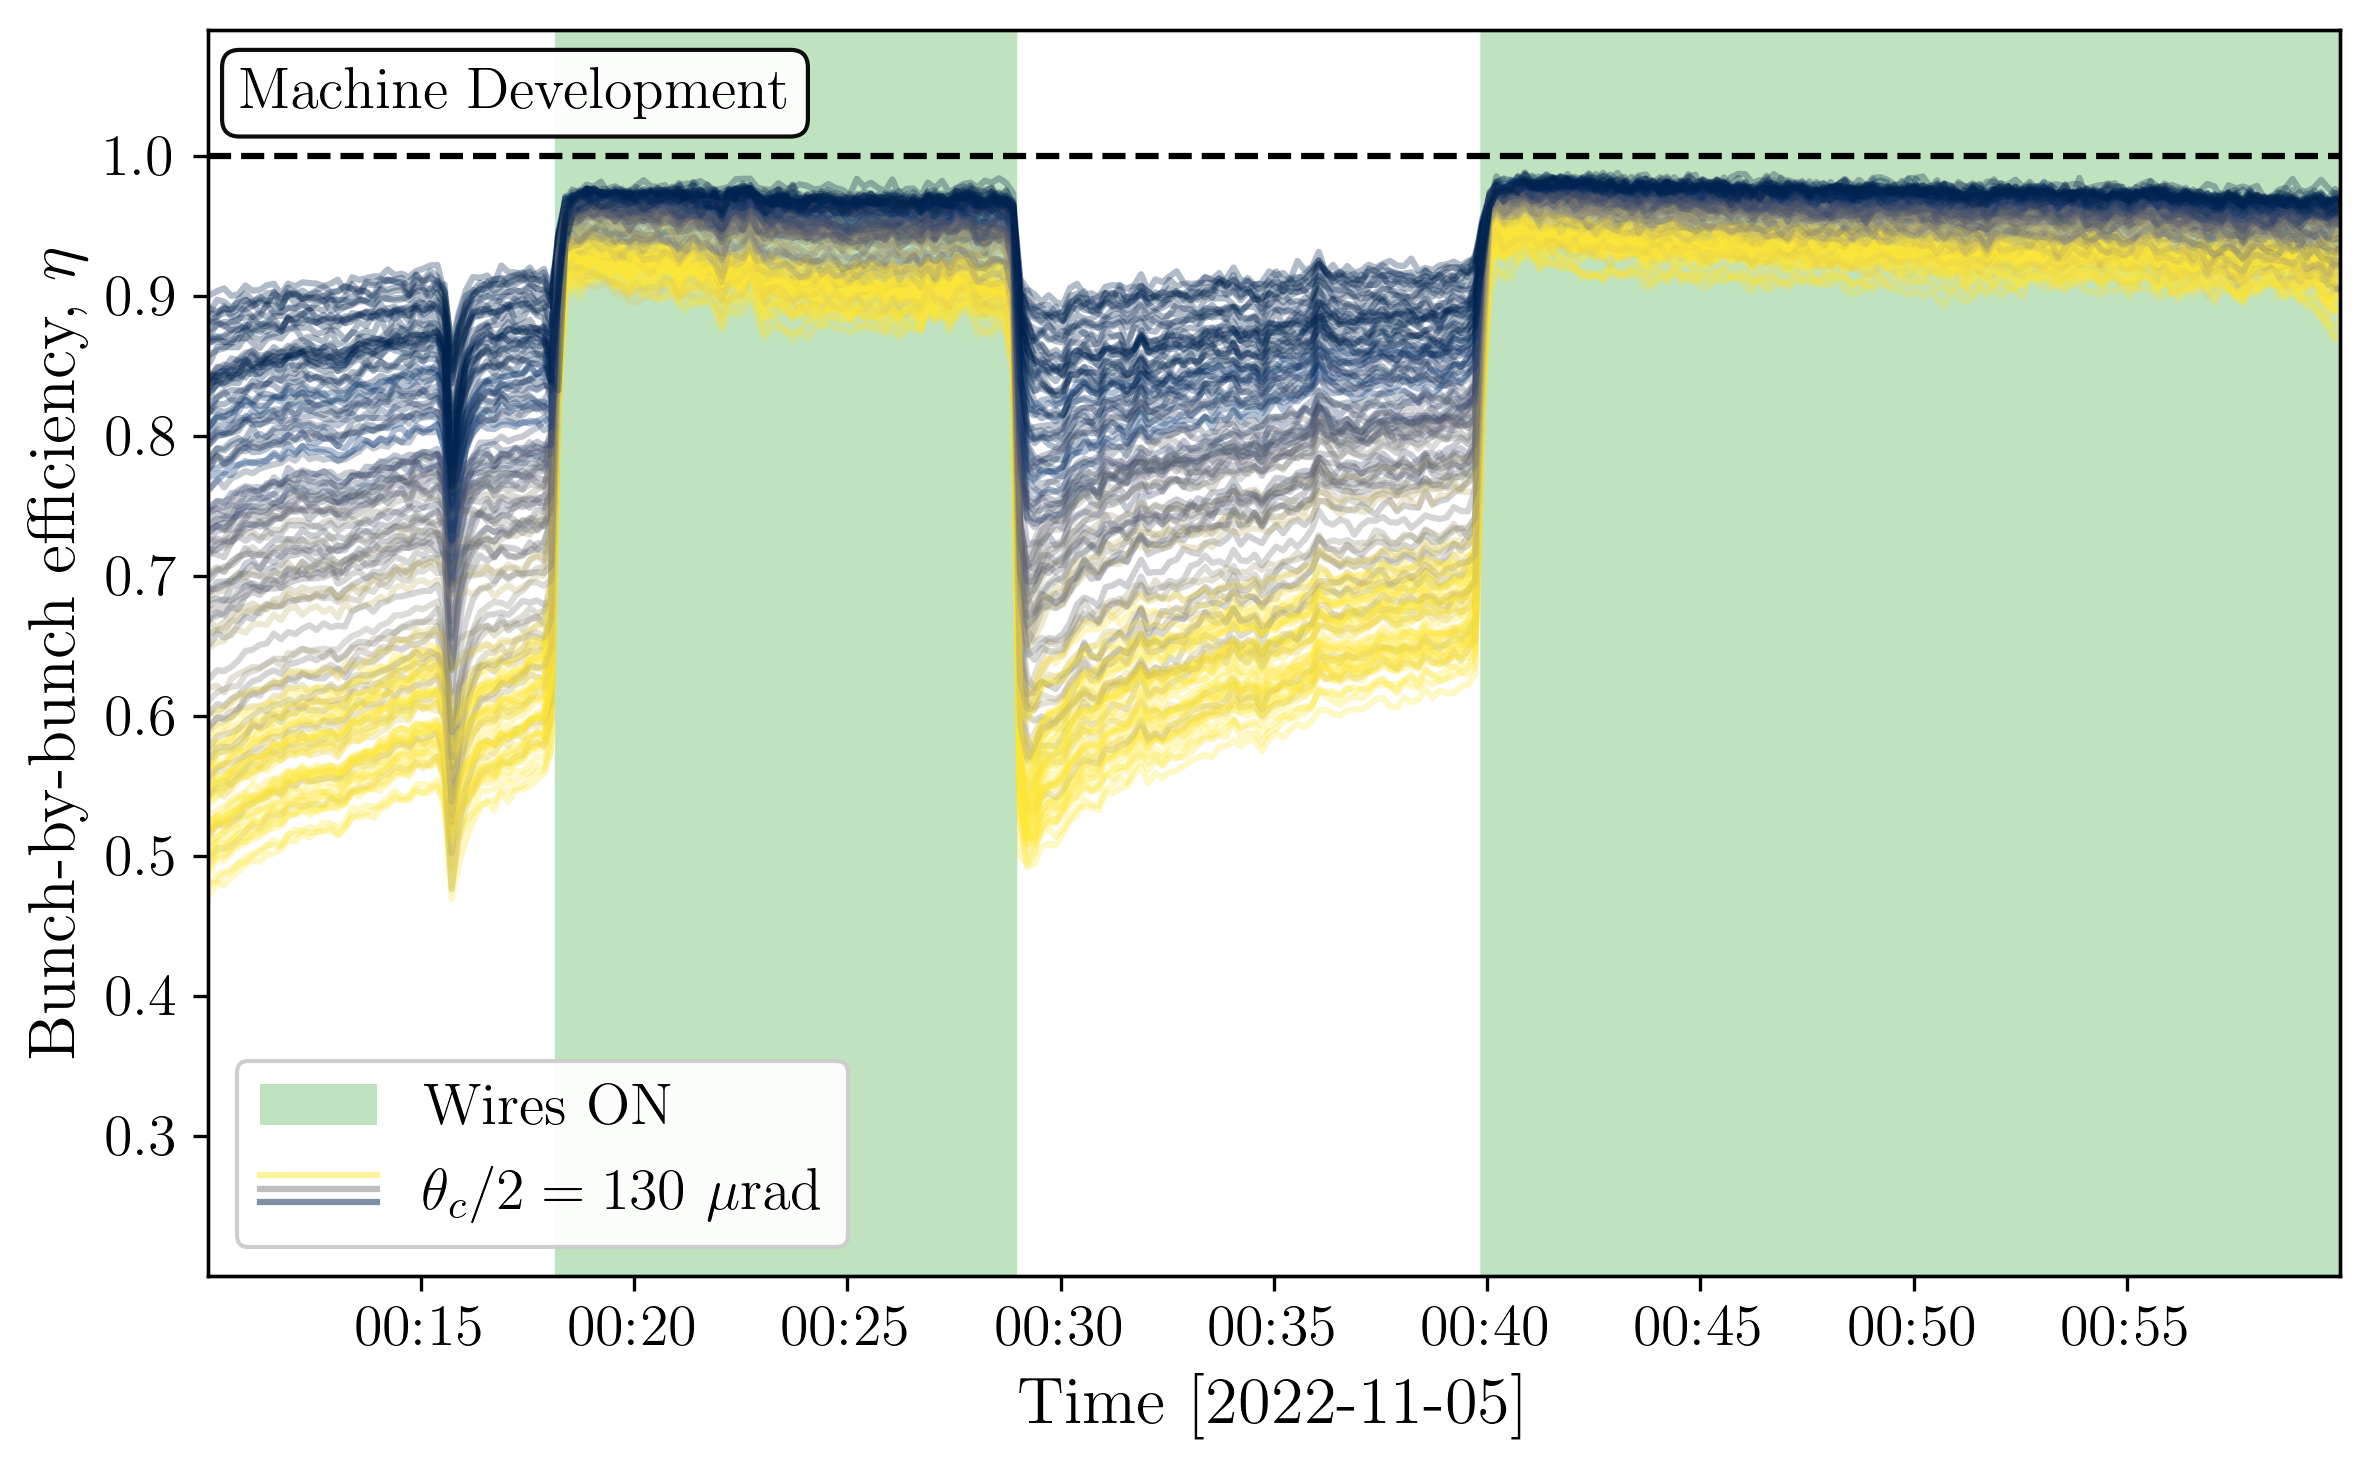 Machine Development
Bunch-by-bunch efficiency, η
1.0
0.9
0.8
0.7
0.6
0.5
0.4
0.3
Wires ON
θc/2 = 130 μrad
00:15 00:20 00:25 00:30 00:35 00:40 00:45 00:50 00:55
Time [2022-11-05]